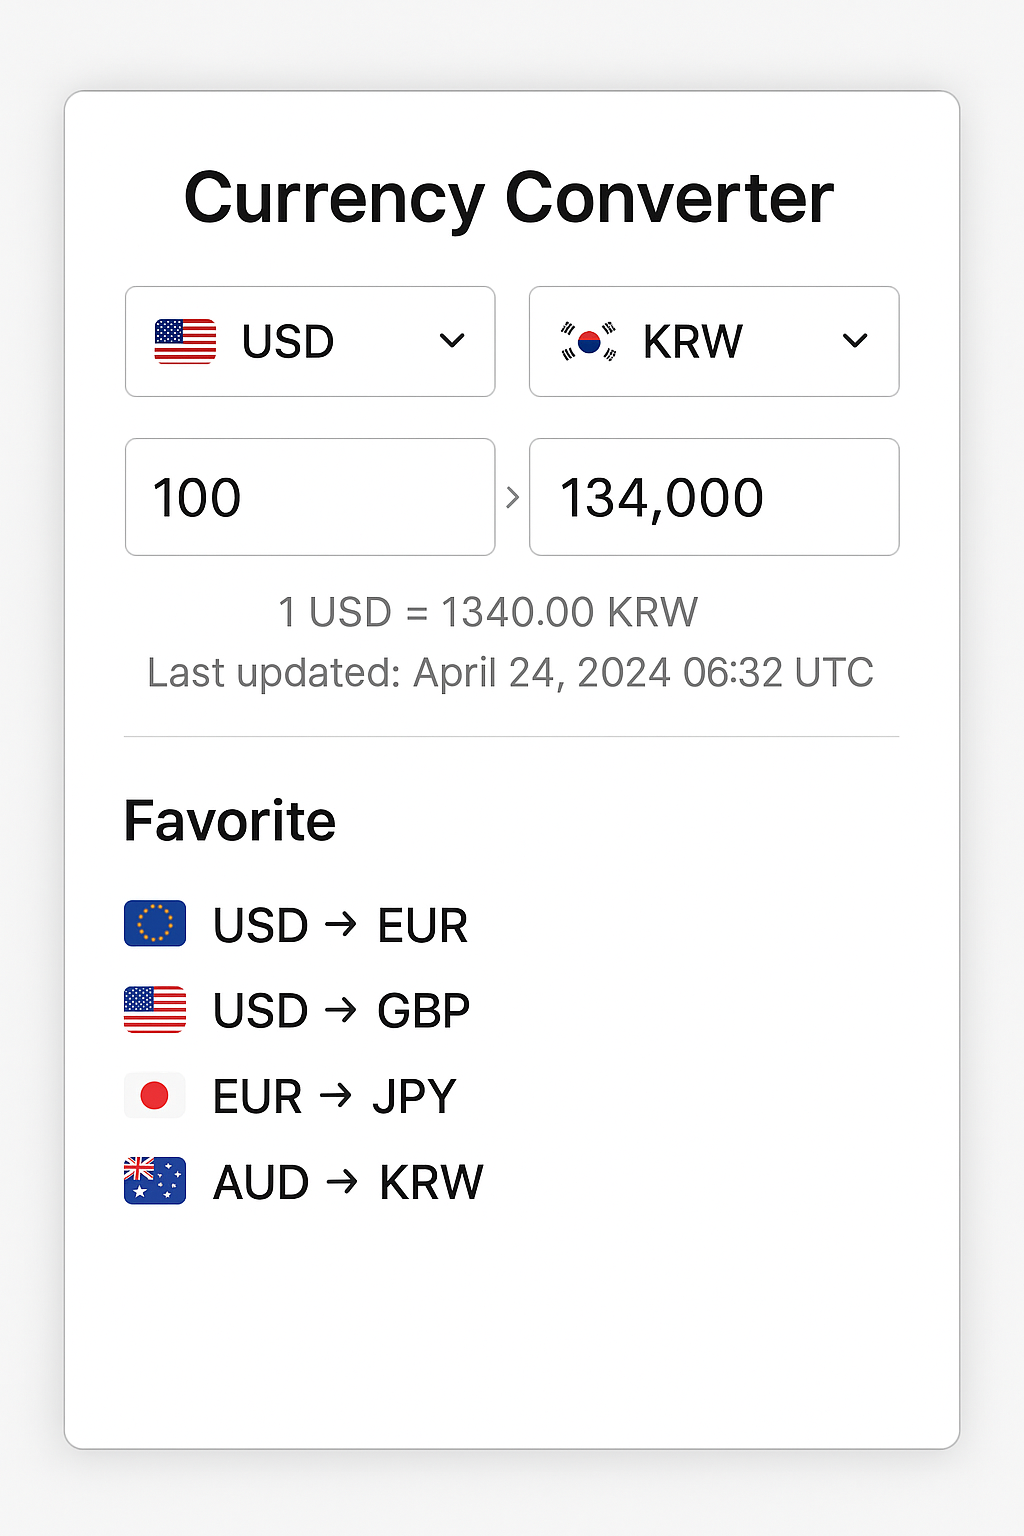 Currency Converter
USD KRW
100 > 134,000
1 USD = 1340.00 KRW
Last updated: April 24, 2024 06:32 UTC
Favorite
USD → EUR
USD → GBP
EUR → JPY
AUD → KRW